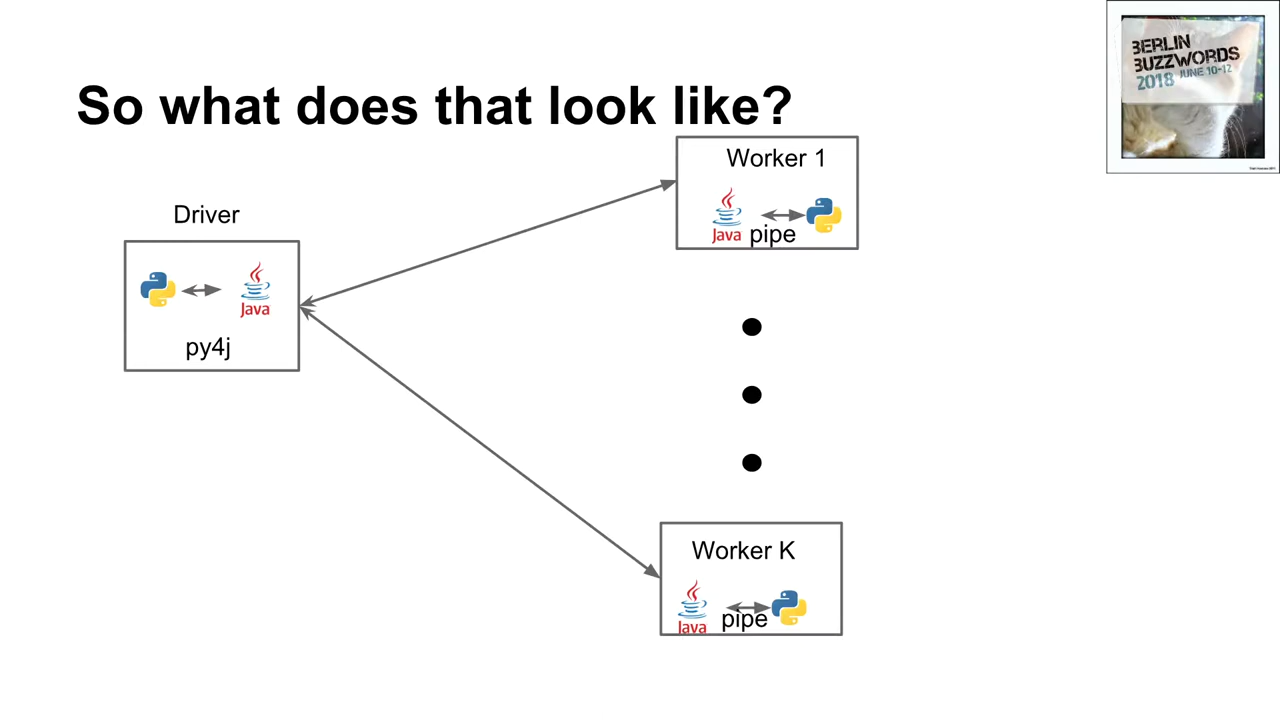 So what does that look like?
BERLIN
BUZZWORDS
2018 JUNE 10-12
Driver
Java
py4j
Worker 1
Java
pipe
Worker K
Java
pipe